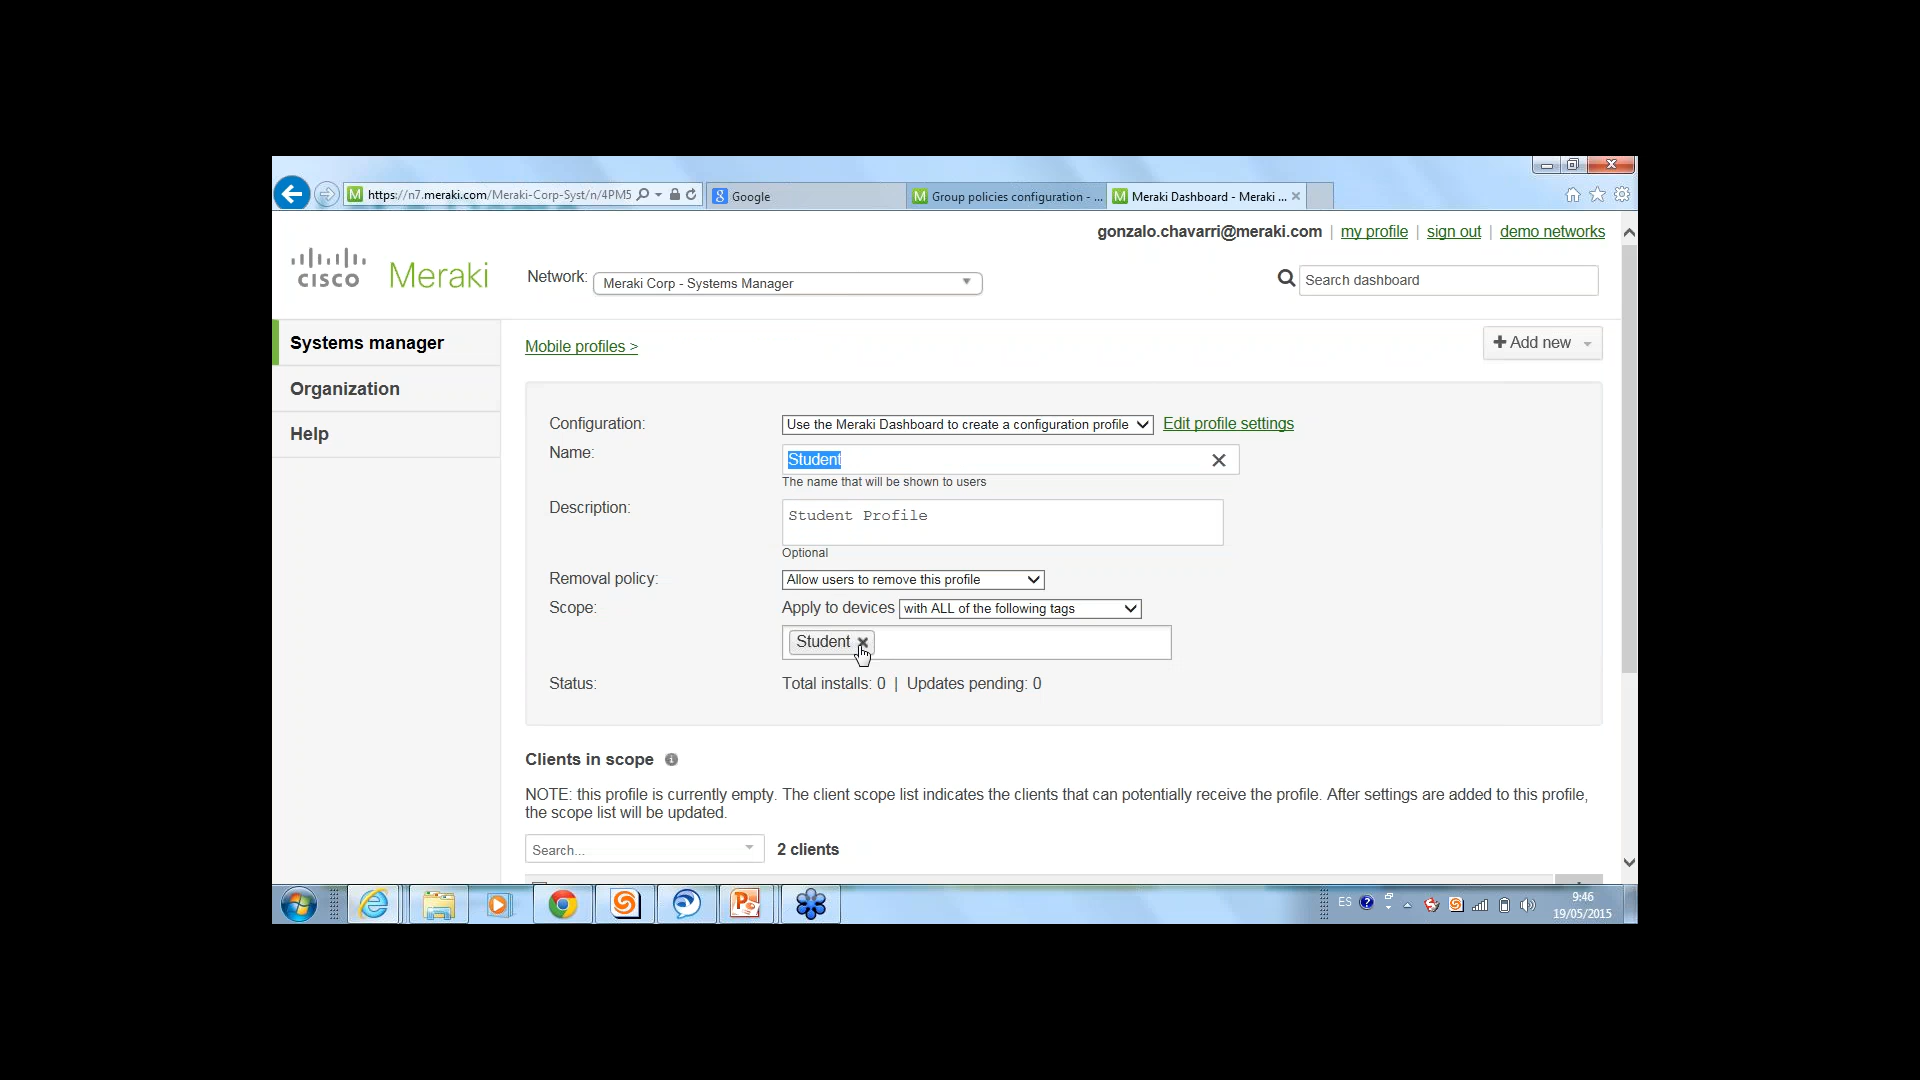 https://n7.meraki.com/Meraki-Corp-Syst/n/4PM5
Google
Group policies configuration - ...
Meraki Dashboard - Meraki ...
gonzalo.chavarri@meraki.com | my profile | sign out | demo networks
CISCO Meraki
Network: Meraki Corp - Systems Manager
Search dashboard
Systems manager
Organization
Help
Mobile profiles >
Add new
Configuration: Use the Meraki Dashboard to create a configuration profile Edit profile settings
Name: Student
The name that will be shown to users
Description: Student Profile
Optional
Removal policy: Allow users to remove this profile
Scope: Apply to devices with ALL of the following tags
Student
Status: Total installs: 0 | Updates pending: 0
Clients in scope
NOTE: this profile is currently empty. The client scope list indicates the clients that can potentially receive the profile. After settings are added to this profile,
the scope list will be updated.
Search... 2 clients
ES 9:46
19/05/2015